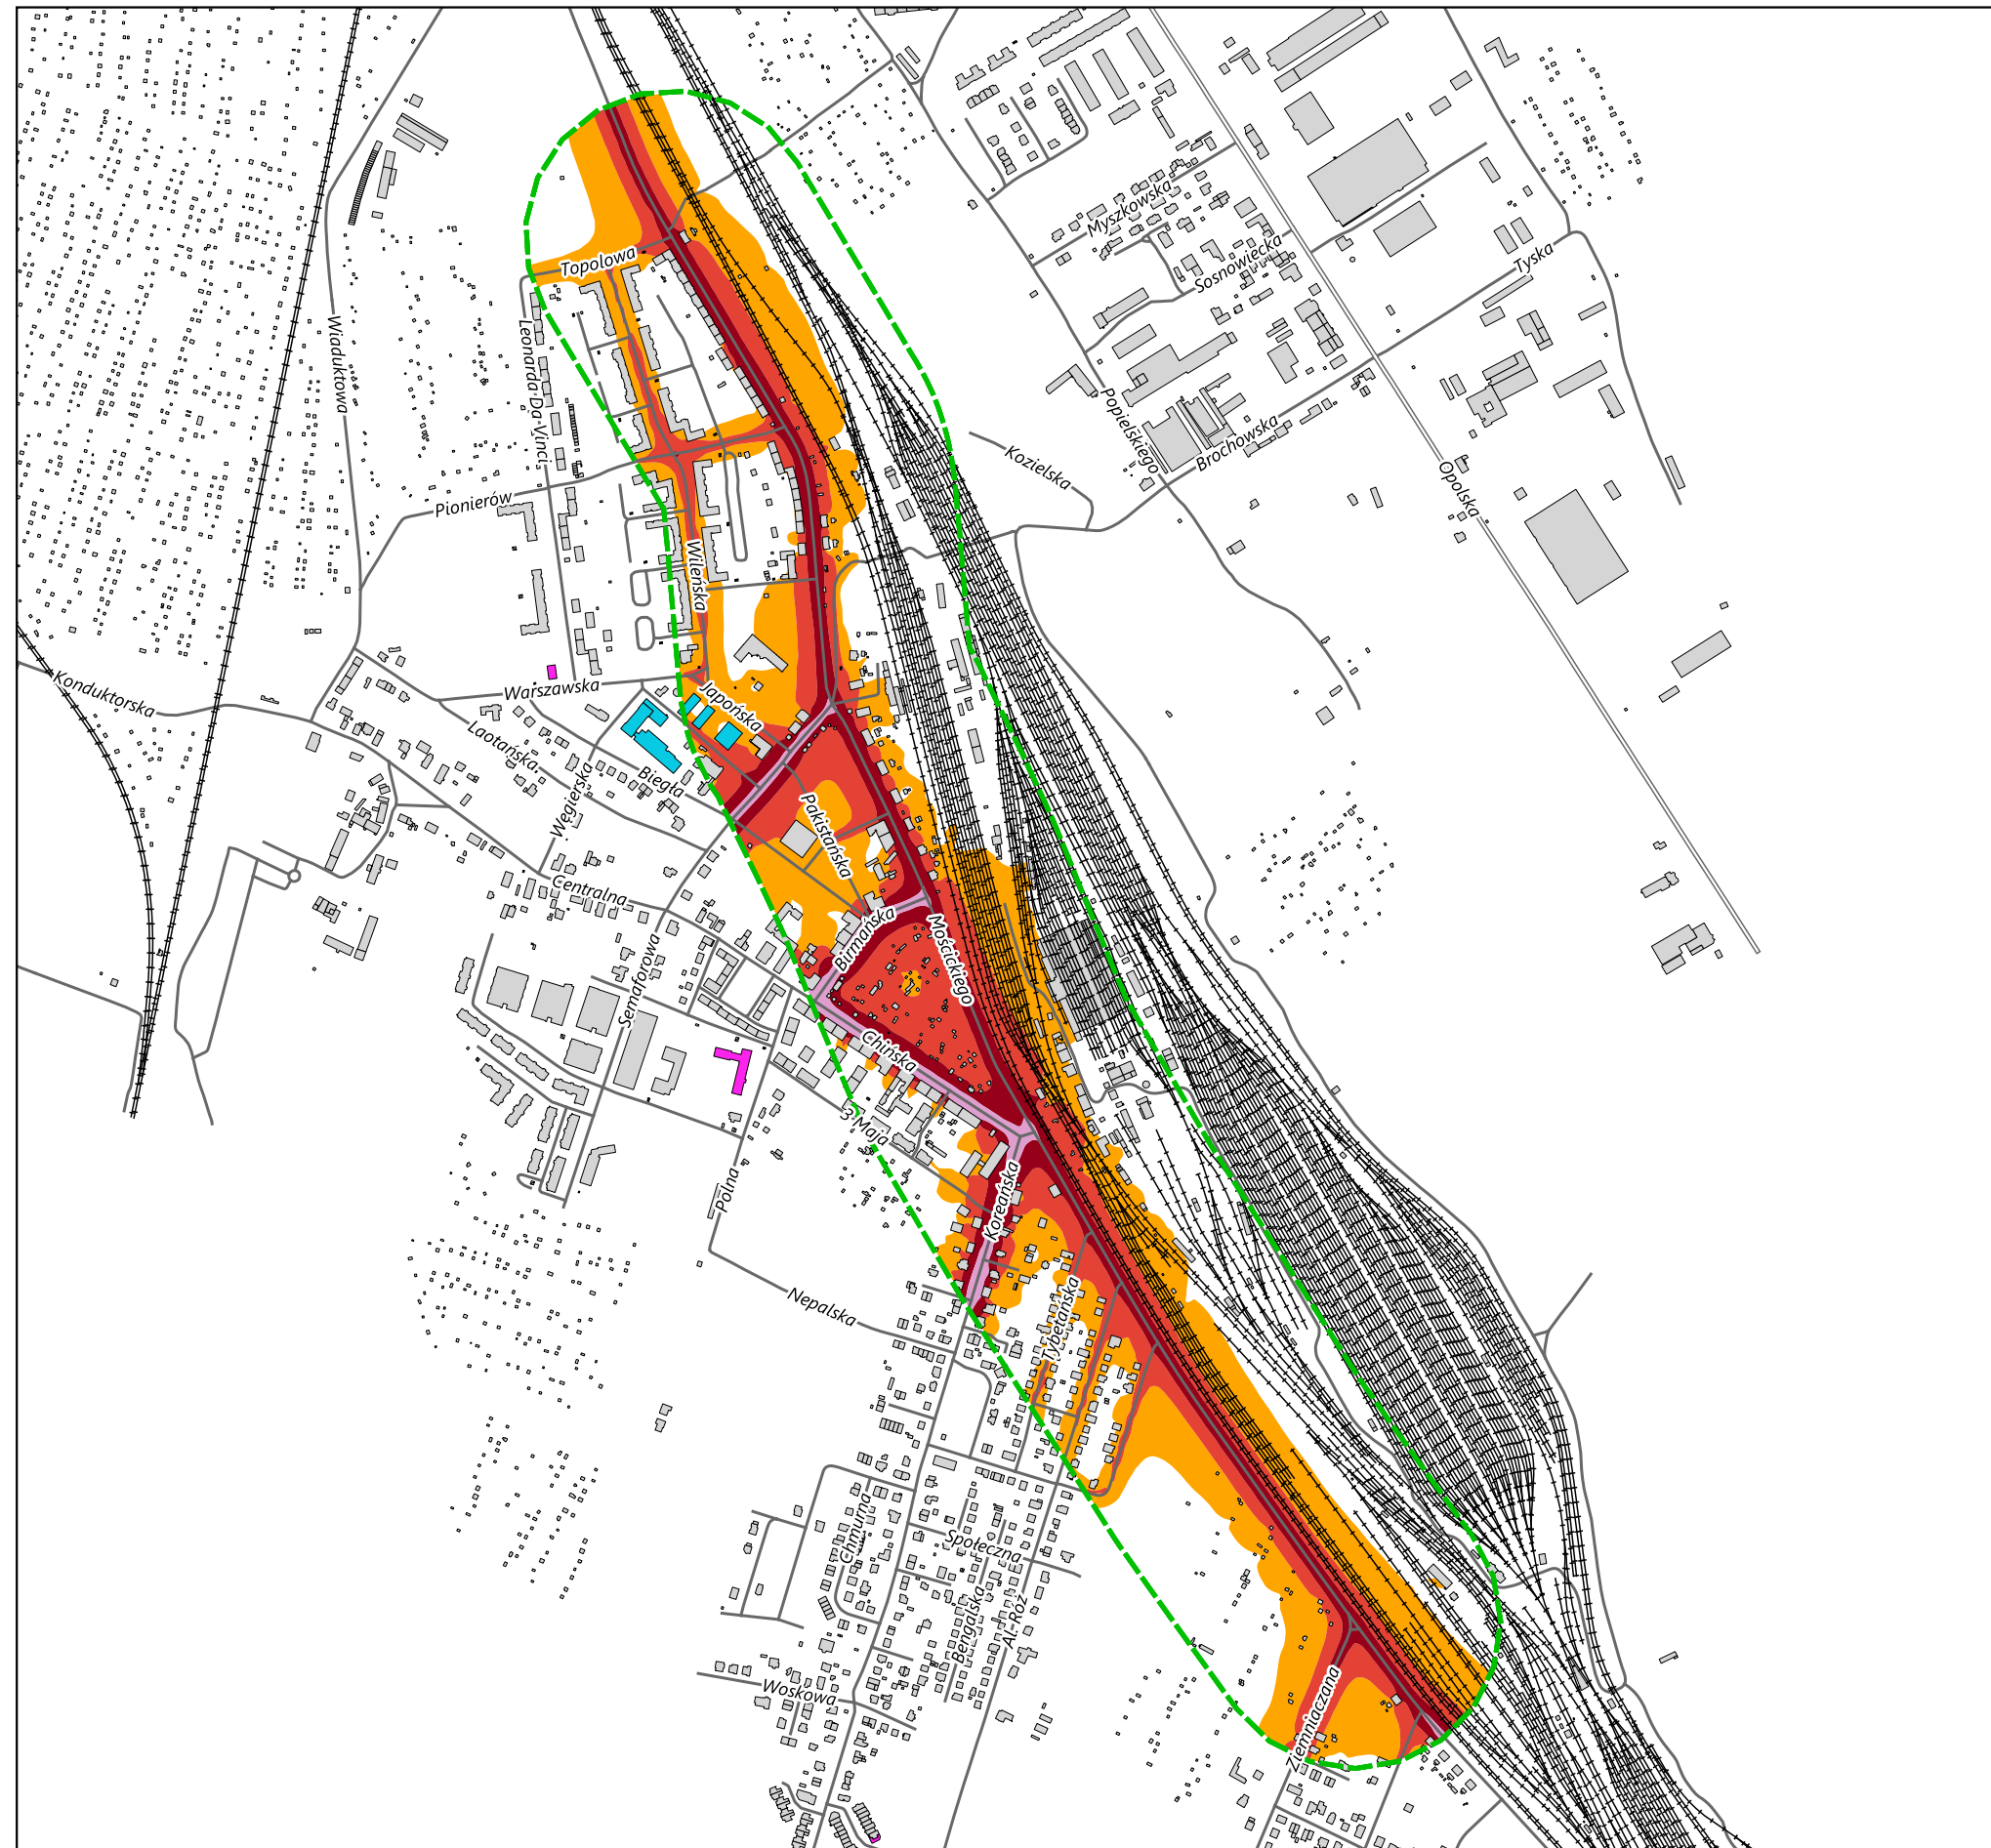 Myszkowska
Sosnowiecka
Tyska
Topolowa
Wiaduktowa
Leonarda Da Vinci
Popielskiego
Brochowska
Kozielska
Opolska
Pionierów
Wileńska
Konduktorska
Warszawska
Japońska
Laotańska
Biegła
Węgierska
Pakistańska
Centralna
Birmańska
Mościckiego
Semaforowa
Chińska
3 Maja
Polna
Koreańska
Nepalska
Tybetańska
Chmurna
Społeczna
Bengalska
Al. Róż
Woskowa
Ziemniaczana